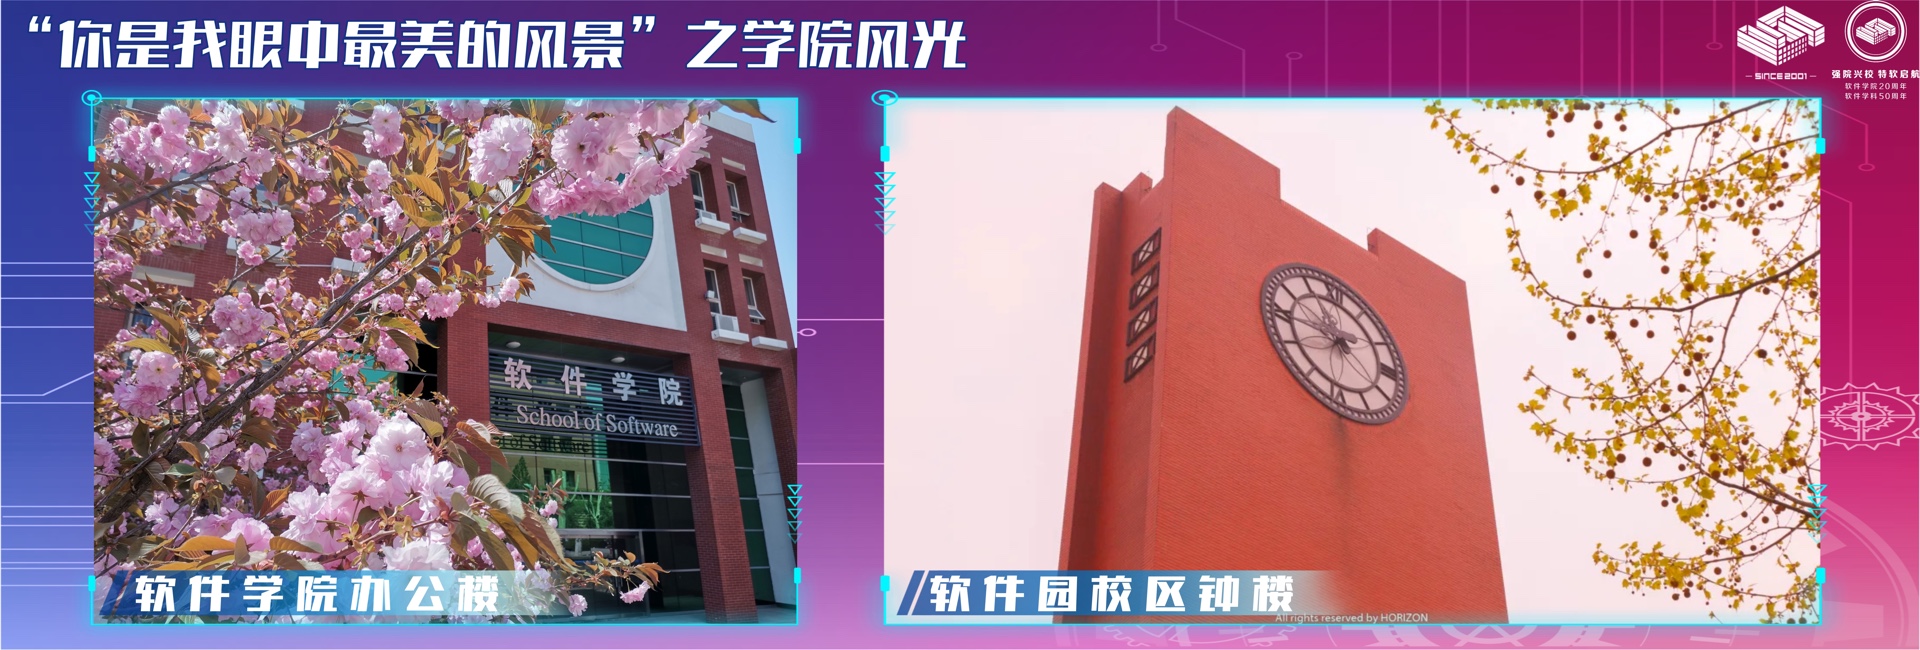 “你是我眼中最美的风景”之学院风光
SINCE 2001
强院兴校 特软启航
软件学院20周年
软件学科50周年
软件学院
School of Software
XII
软件学院办公楼
软件园校区钟楼
All rights reserved by HORIZON